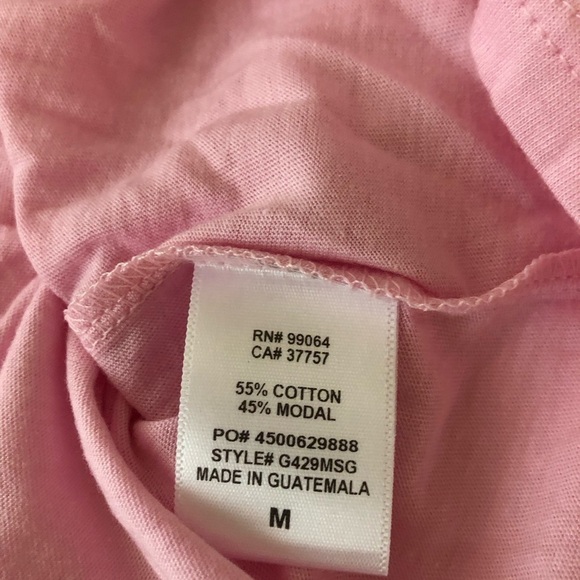 RN# 99064
CA# 37757
55% COTTON
45% MODAL
PO# 4500629888
STYLE# G429MSG
MADE IN GUATEMALA
M